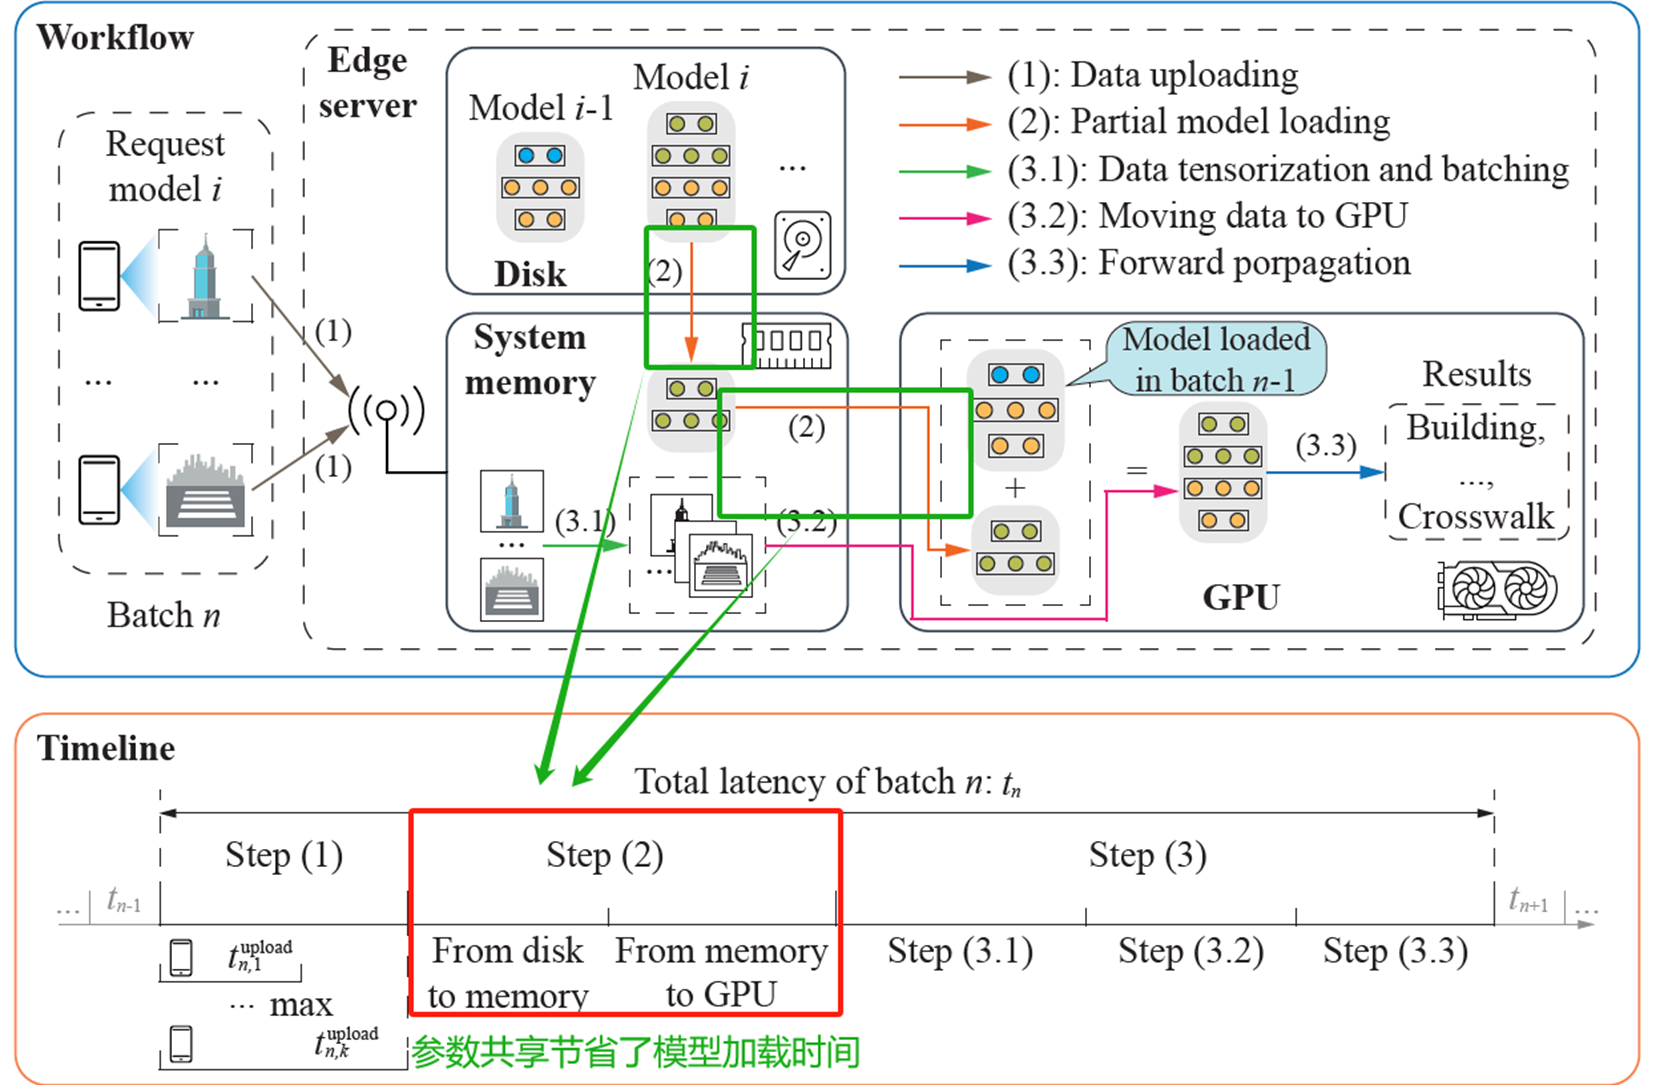 Workflow
Edge
server
Request
model i
...
...
Batch n
(1)
(1)
Model i-1
Model i
...
Disk
(2)
System
memory
(2)
(3.1)
...
...
(3.2)
(1): Data uploading
(2): Partial model loading
(3.1): Data tensorization and batching
(3.2): Moving data to GPU
(3.3): Forward porpagation
Model loaded
in batch n-1
+
=
(3.3)
Results
Building,
...,
Crosswalk
GPU
Timeline
Total latency of batch n: tn
Step (1)
Step (2)
Step (3)
... tn-1
tn+1 ...
From disk
to memory
From memory
to GPU
Step (3.1)
Step (3.2)
Step (3.3)
t upload n,1
... max
t upload n,k
参数共享节省了模型加载时间